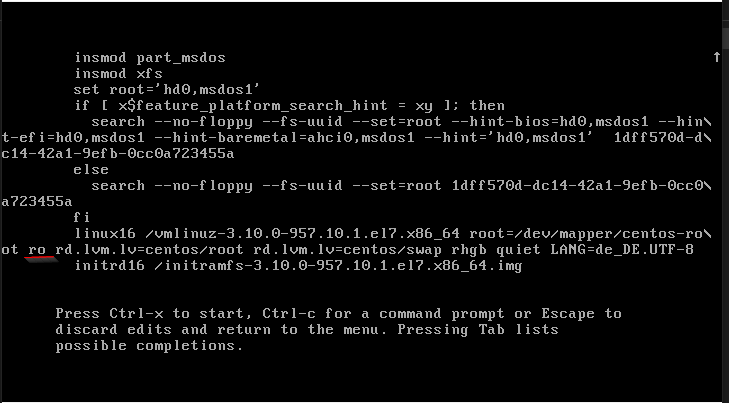 insmod part_msdos
insmod xfs
set root='hd0,msdos1'
if [ x$feature_platform_search_hint = xy ]; then
search --no-floppy --fs-uuid --set=root --hint-bios=hd0,msdos1 --hin\
t-efi=hd0,msdos1 --hint-baremetal=ahci0,msdos1 --hint='hd0,msdos1'  1dff570d-d\
c14-42a1-9efb-0cc0a723455a
else
search --no-floppy --fs-uuid --set=root 1dff570d-dc14-42a1-9efb-0cc0\
a723455a
fi
linux16 /vmlinuz-3.10.0-957.10.1.el7.x86_64 root=/dev/mapper/centos-ro\
ot ro rd.lvm.lv=centos/root rd.lvm.lv=centos/swap rhgb quiet LANG=de_DE.UTF-8
initrd16 /initramfs-3.10.0-957.10.1.el7.x86_64.img
Press Ctrl-x to start, Ctrl-c for a command prompt or Escape to
discard edits and return to the menu. Pressing Tab lists
possible completions.